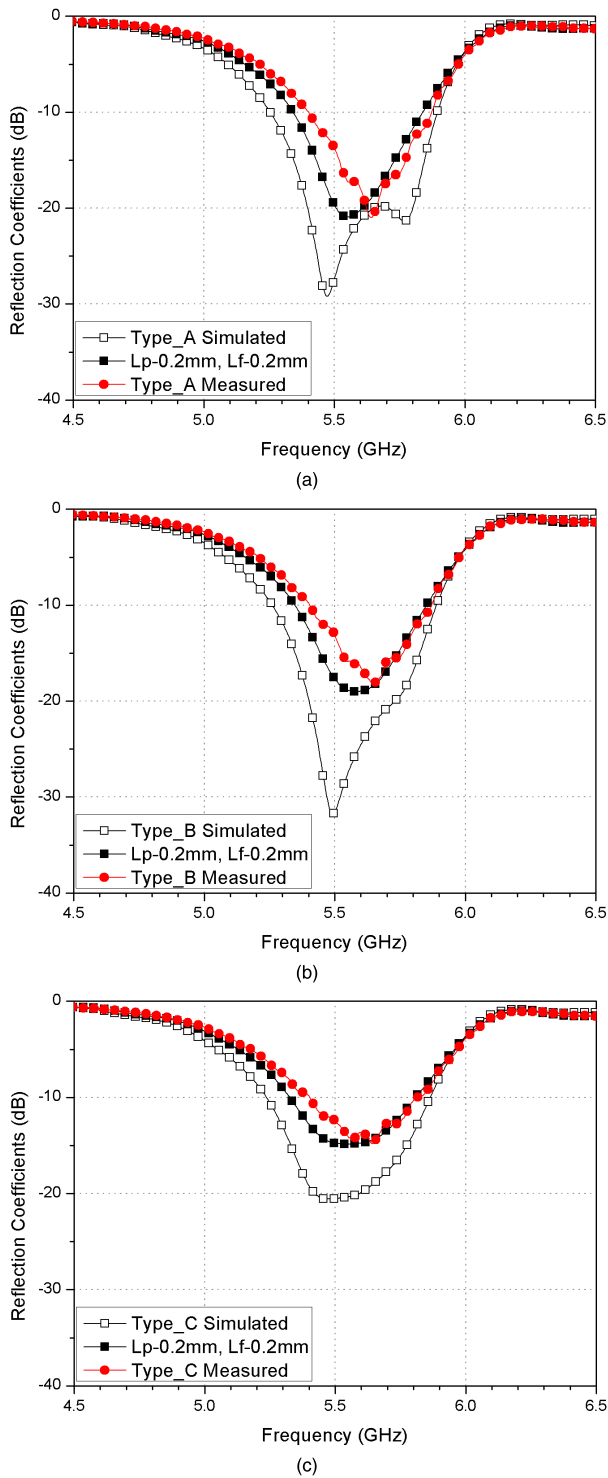 0
-10
-20
-30
-40
Reflection Coefficients (dB)
Type_A Simulated
Lp-0.2mm, Lf-0.2mm
Type_A Measured
4.5 5.0 5.5 6.0 6.5
Frequency (GHz)
(a)
0
-10
-20
-30
-40
Reflection Coefficients (dB)
Type_B Simulated
Lp-0.2mm, Lf-0.2mm
Type_B Measured
4.5 5.0 5.5 6.0 6.5
Frequency (GHz)
(b)
0
-10
-20
-30
-40
Reflection Coefficients (dB)
Type_C Simulated
Lp-0.2mm, Lf-0.2mm
Type_C Measured
4.5 5.0 5.5 6.0 6.5
Frequency (GHz)
(c)